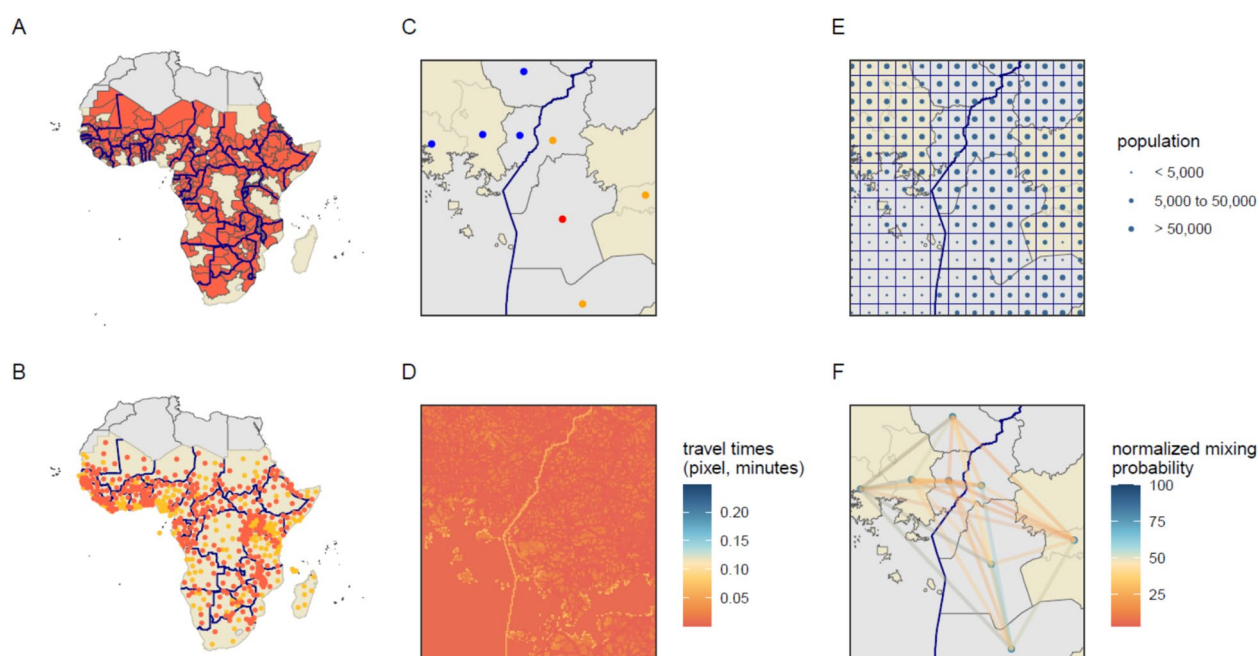 A
C
E
population
< 5,000
5,000 to 50,000
> 50,000
B
D
F
travel times
(pixel, minutes)
0.20
0.15
0.10
0.05
normalized mixing
probability
100
75
50
25